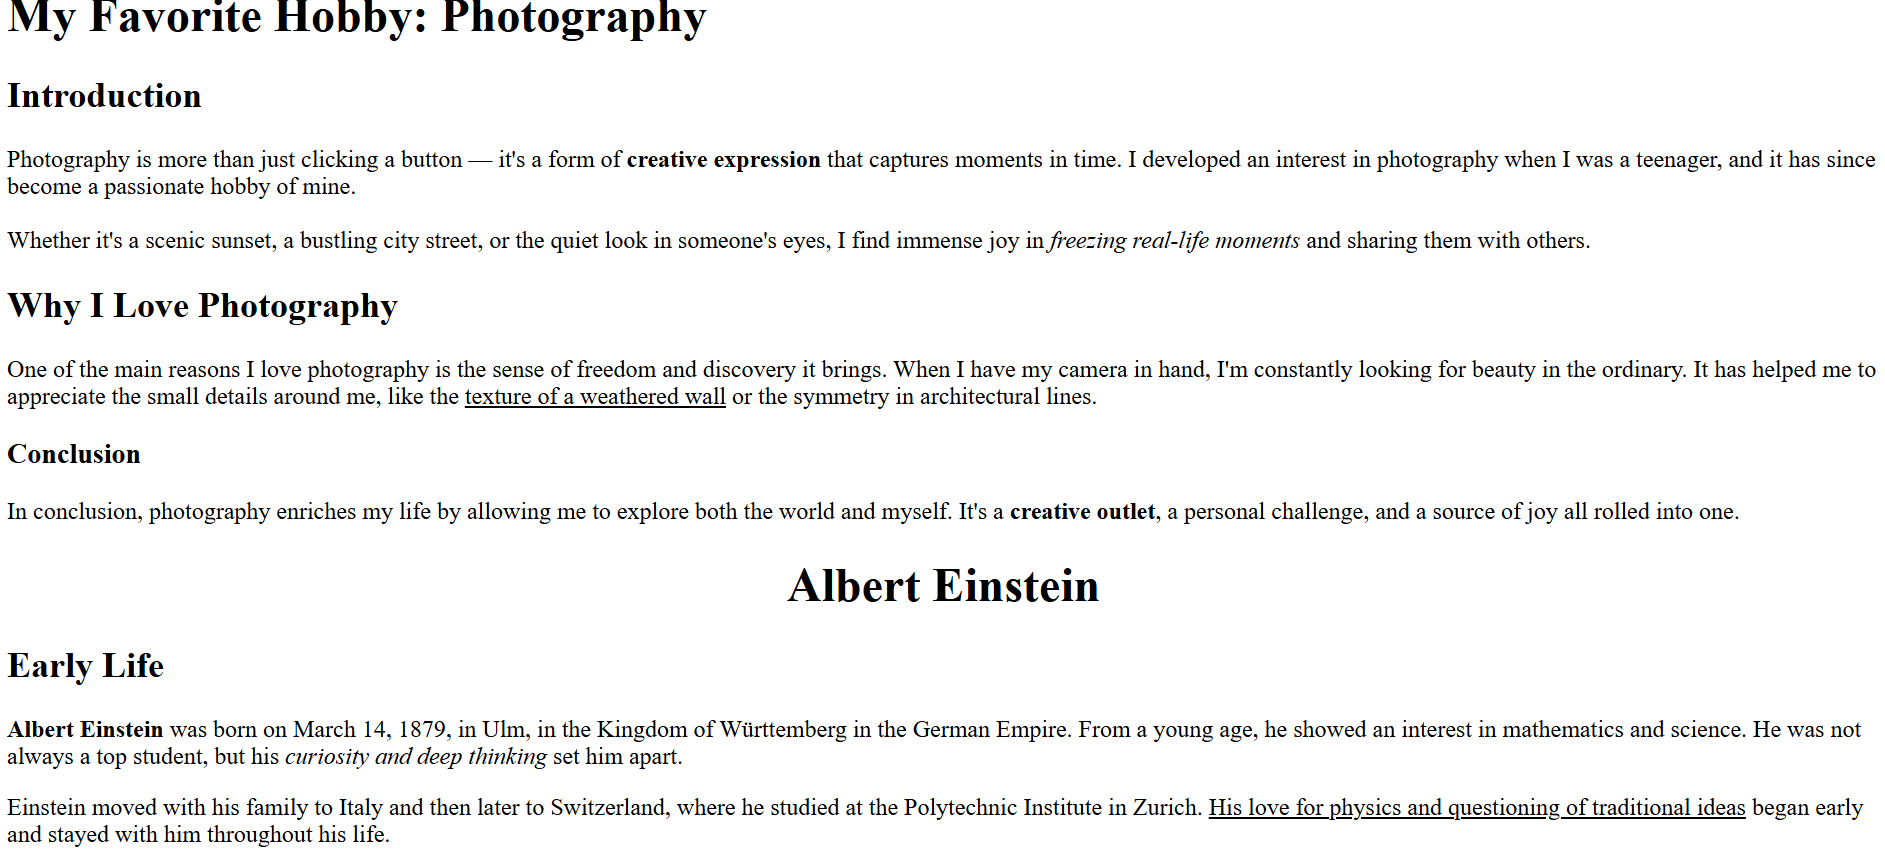 My Favorite Hobby: Photography
Introduction
Photography is more than just clicking a button — it's a form of creative expression that captures moments in time. I developed an interest in photography when I was a teenager, and it has since
become a passionate hobby of mine.
Whether it's a scenic sunset, a bustling city street, or the quiet look in someone's eyes, I find immense joy in freezing real-life moments and sharing them with others.
Why I Love Photography
One of the main reasons I love photography is the sense of freedom and discovery it brings. When I have my camera in hand, I'm constantly looking for beauty in the ordinary. It has helped me to
appreciate the small details around me, like the texture of a weathered wall or the symmetry in architectural lines.
Conclusion
In conclusion, photography enriches my life by allowing me to explore both the world and myself. It's a creative outlet, a personal challenge, and a source of joy all rolled into one.
Albert Einstein
Early Life
Albert Einstein was born on March 14, 1879, in Ulm, in the Kingdom of Württemberg in the German Empire. From a young age, he showed an interest in mathematics and science. He was not
always a top student, but his curiosity and deep thinking set him apart.
Einstein moved with his family to Italy and then later to Switzerland, where he studied at the Polytechnic Institute in Zurich. His love for physics and questioning of traditional ideas began early
and stayed with him throughout his life.